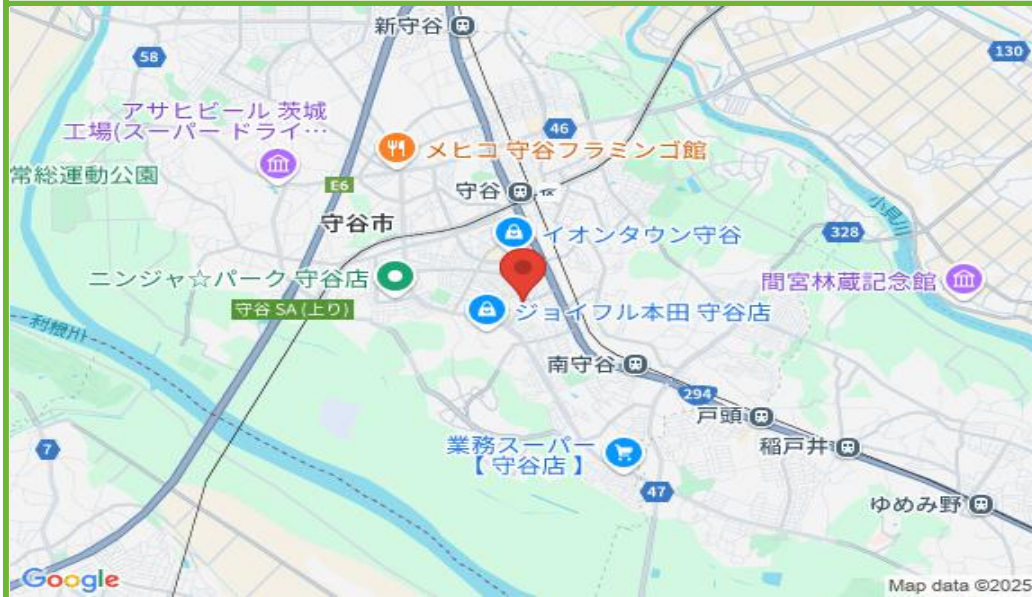 新守谷
58
130
アサヒビール 茨城
工場(スーパー ドライ…
46
メヒコ 守谷フラミンゴ館
常総運動公園
E6
守谷
小貝川
守谷市
イオンタウン守谷
328
ニンジャ☆パーク 守谷店
間宮林蔵記念館
守谷 SA (上り)
ジョイフル本田 守谷店
利根川
南守谷
294
戸頭
7
業務スーパー
【 守谷店 】
稲戸井
47
ゆめみ野
Google
Map data ©2025